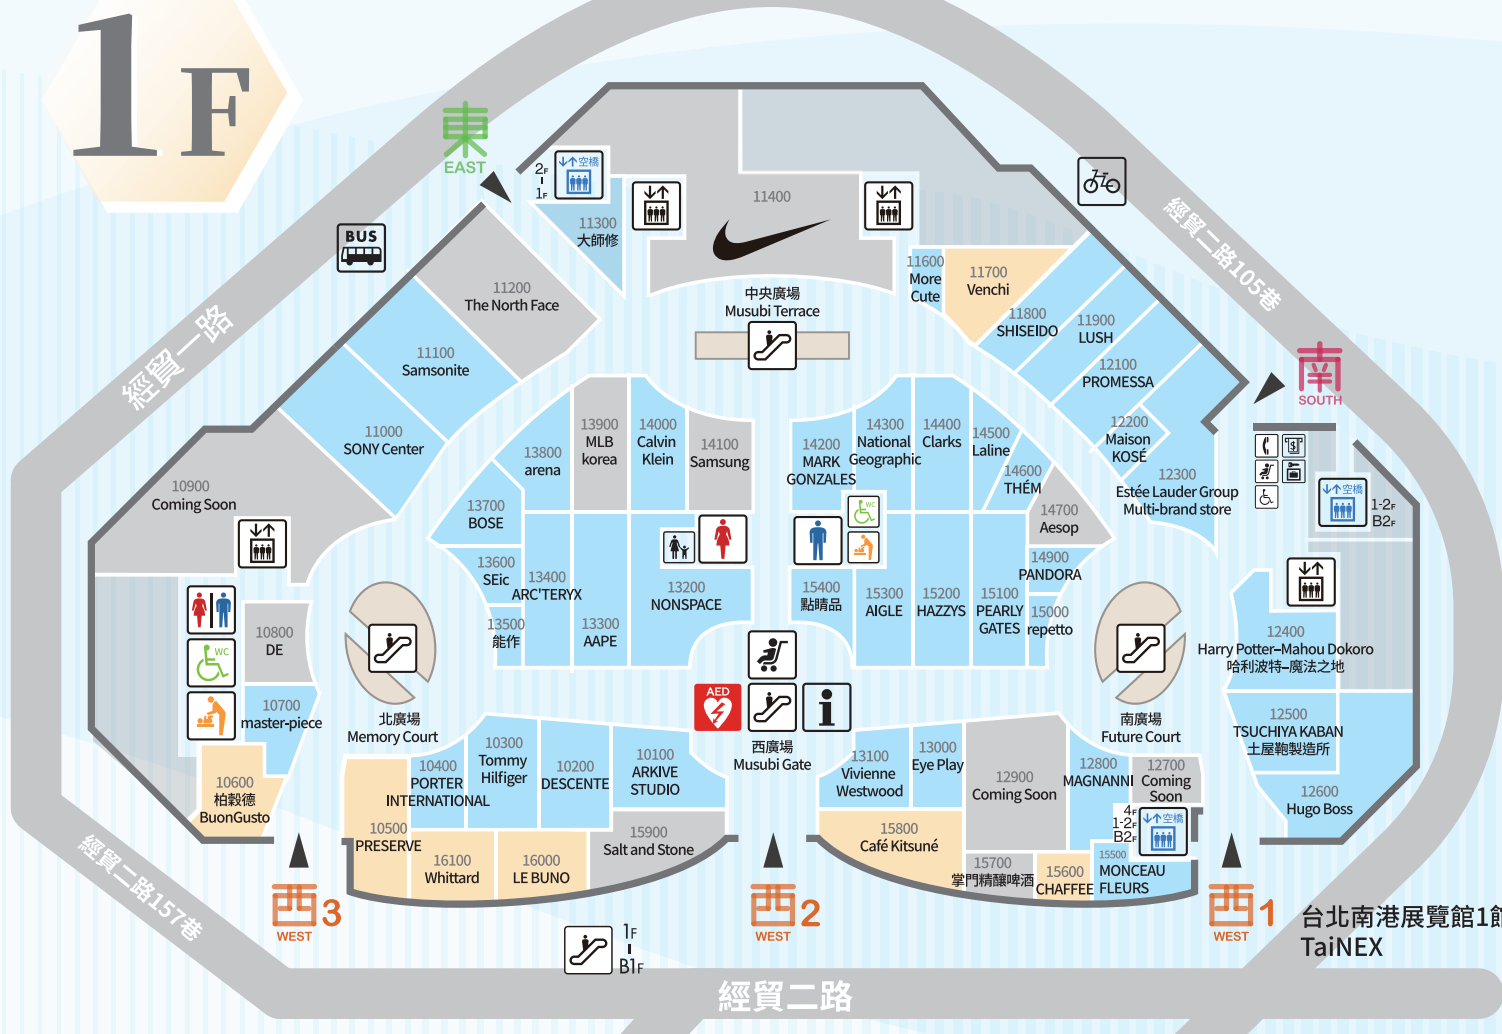 1F
東
EAST
2F
1F
空橋
11300
大師修
11400
BUS
11200
The North Face
11100
Samsonite
11000
SONY Center
10900
Coming Soon
中央廣場
Musubi Terrace
11600
More
Cute
11700
Venchi
11800
SHISEIDO
11900
LUSH
12100
PROMESSA
12200
Maison
KOSÉ
12300
Estée Lauder Group
Multi-brand store
南
SOUTH
空橋
1-2F
B2F
經貿一路
經貿二路105巷
13800
arena
13900
MLB
korea
14000
Calvin
Klein
14100
Samsung
14200
MARK
GONZALES
14300
National
Geographic
14400
Clarks
14500
Laline
14600
THÉM
14700
Aesop
13700
BOSE
13600
SEic
13500
能作
13400
ARC'TERYX
13300
AAPE
13200
NONSPACE
WC
15400
點睛品
15300
AIGLE
15200
HAZZYS
15100
PEARLY
GATES
14900
PANDORA
15000
repetto
WC
10800
DE
10700
master-piece
10600
柏穀德
BuonGusto
北廣場
Memory Court
AED
西廣場
Musubi Gate
南廣場
Future Court
12400
Harry Potter–Mahou Dokoro
哈利波特–魔法之地
12500
TSUCHIYA KABAN
土屋鞄製造所
12600
Hugo Boss
10500
PRESERVE
10400
PORTER
INTERNATIONAL
10300
Tommy
Hilfiger
10200
DESCENTE
10100
ARKIVE
STUDIO
16100
Whittard
16000
LE BUNO
15900
Salt and Stone
13100
Vivienne
Westwood
13000
Eye Play
12900
Coming Soon
12800
MAGNANNI
12700
Coming
Soon
4F
1-2F
B2F
空橋
15800
Café Kitsuné
15700
掌門精釀啤酒
15600
CHAFFEE
15500
MONCEAU
FLEURS
西3
WEST
西2
WEST
西1
WEST
1F
B1F
台北南港展覽館1館
TaiNEX
經貿二路157巷
經貿二路